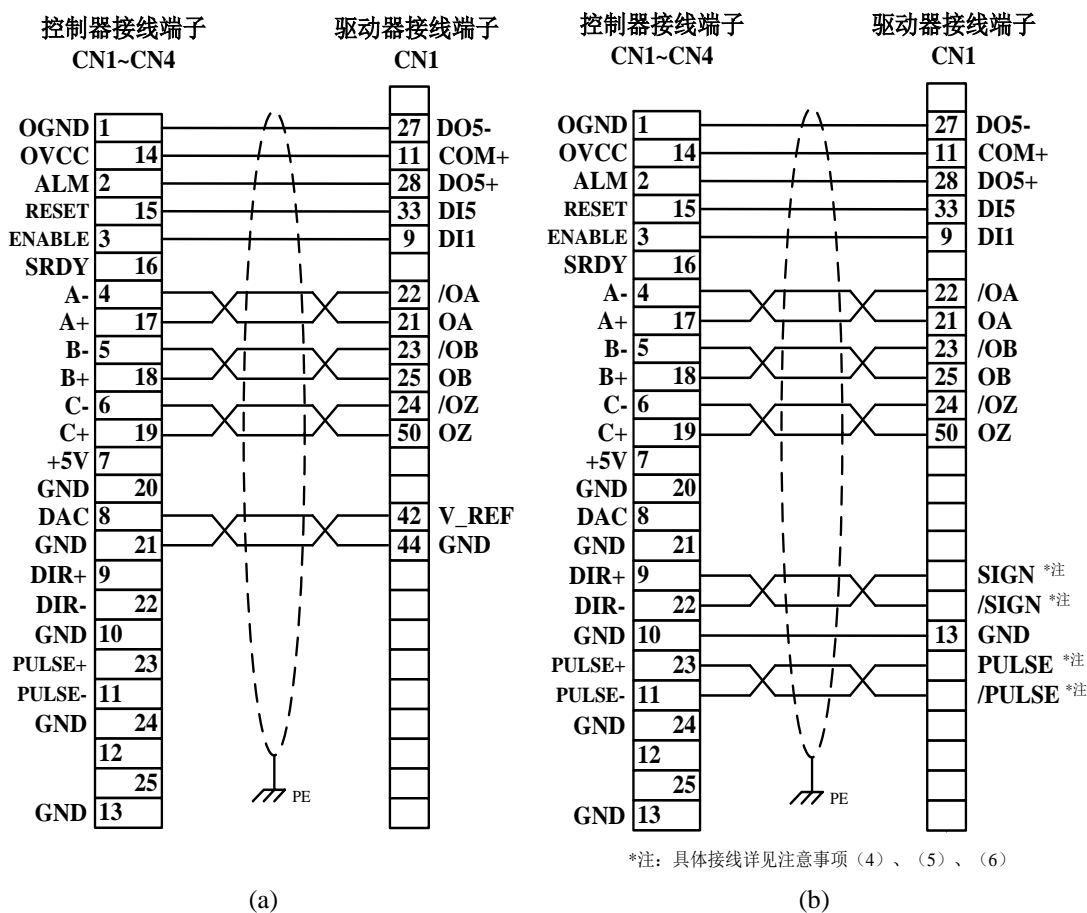 控制器接线端子 驱动器接线端子
CN1~CN4 CN1
OGND 1 27 DO5-
OVCC 14 11 COM+
ALM 2 28 DO5+
RESET 15 33 DI5
ENABLE 3 9 DI1
SRDY 16
A- 4 22 /OA
A+ 17 21 OA
B- 5 23 /OB
B+ 18 25 OB
C- 6 24 /OZ
C+ 19 50 OZ
+5V 7
GND 20
DAC 8 42 V_REF
GND 21 44 GND
DIR+ 9
DIR- 22
GND 10
PULSE+ 23
PULSE- 11
GND 24
12
25
GND 13
PE
(a)
控制器接线端子 驱动器接线端子
CN1~CN4 CN1
OGND 1 27 DO5-
OVCC 14 11 COM+
ALM 2 28 DO5+
RESET 15 33 DI5
ENABLE 3 9 DI1
SRDY 16
A- 4 22 /OA
A+ 17 21 OA
B- 5 23 /OB
B+ 18 25 OB
C- 6 24 /OZ
C+ 19 50 OZ
+5V 7
GND 20
DAC 8
GND 21
DIR+ 9 SIGN *注
DIR- 22 /SIGN *注
GND 10 13 GND
PULSE+ 23 PULSE *注
PULSE- 11 /PULSE *注
GND 24
12
25
GND 13
PE
*注：具体接线详见注意事项（4）、（5）、（6）
(b)